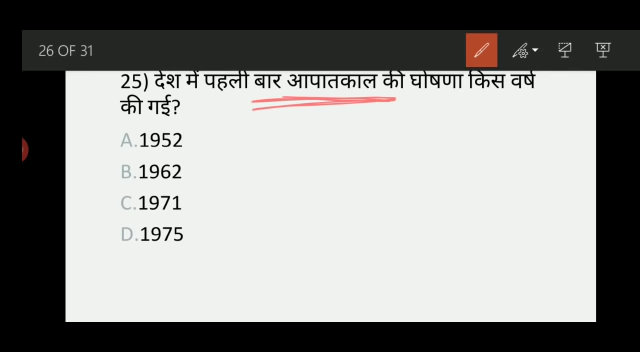 26 OF 31
25) देश में पहली बार आपातकाल की घोषणा किस वर्ष
की गई?
A.1952
B.1962
C.1971
D.1975